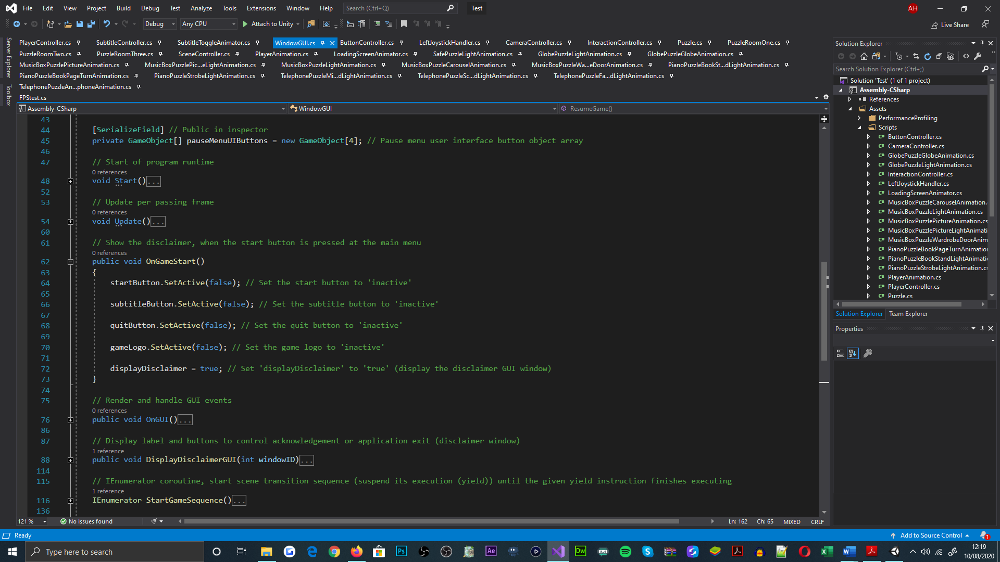 File Edit View Project Build Debug Test Analyze Tools Extensions Window Help Search (Ctrl+Q) Test AH
Debug Any CPU Attach to Unity Live Share
Server Explorer
Toolbox
PlayerController.cs SubtitleController.cs SubtitleToggleAnimator.cs WindowGUI.cs ButtonController.cs LeftJoystickHandler.cs CameraController.cs InteractionController.cs Puzzle.cs PuzzleRoomOne.cs
PuzzleRoomTwo.cs PuzzleRoomThree.cs SceneController.cs PlayerAnimation.cs LoadingScreenAnimator.cs SafePuzzleLightAnimation.cs GlobePuzzleLightAnimation.cs GlobePuzzleGlobeAnimation.cs
MusicBoxPuzzlePictureAnimation.cs MusicBoxPuzzlePic...eLightAnimation.cs MusicBoxPuzzleLightAnimation.cs MusicBoxPuzzleCarouselAnimation.cs MusicBoxPuzzleWa...eDoorAnimation.cs PianoPuzzleBookSt...dLightAnimation.cs
PianoPuzzleBookPageTurnAnimation.cs PianoPuzzleStrobeLightAnimation.cs TelephonePuzzleMi...dLightAnimation.cs TelephonePuzzleSc...dLightAnimation.cs TelephonePuzzleFa...dLightAnimation.cs
TelephonePuzzleAn...phoneAnimation.cs
FPStest.cs
Assembly-CSharp WindowGUI ResumeGame()
43
44 [SerializeField] // Public in inspector
45 private GameObject[] pauseMenuUIButtons = new GameObject[4]; // Pause menu user interface button object array
46
47 // Start of program runtime
0 references
48 void Start()...
52
53 // Update per passing frame
0 references
54 void Update()...
60
61 // Show the disclaimer, when the start button is pressed at the main menu
0 references
62 public void OnGameStart()
63 {
64 startButton.SetActive(false); // Set the start button to 'inactive'
65
66 subtitleButton.SetActive(false); // Set the subtitle button to 'inactive'
67
68 quitButton.SetActive(false); // Set the quit button to 'inactive'
69
70 gameLogo.SetActive(false); // Set the game logo to 'inactive'
71
72 displayDisclaimer = true; // Set 'displayDisclaimer' to 'true' (display the disclaimer GUI window)
73 }
74
75 // Render and handle GUI events
0 references
76 public void OnGUI()...
86
87 // Display label and buttons to control acknowledgement or application exit (disclaimer window)
1 reference
88 public void DisplayDisclaimerGUI(int windowID)...
114
115 // IEnumerator coroutine, start scene transition sequence (suspend its execution (yield)) until the given yield instruction finishes executing
1 reference
116 IEnumerator StartGameSequence()...
136
121 % No issues found Ln: 162 Ch: 65 MIXED CRLF
Solution Explorer
Search Solution Explorer (Ctrl+;)
Solution 'Test' (1 of 1 project)
Assembly-CSharp
References
Assets
PerformanceProfiling
Scripts
C# ButtonController.cs
C# CameraController.cs
C# GlobePuzzleGlobeAnimation.cs
C# GlobePuzzleLightAnimation.cs
C# InteractionController.cs
C# LeftJoystickHandler.cs
C# LoadingScreenAnimator.cs
C# MusicBoxPuzzleCarouselAnimation.
C# MusicBoxPuzzleLightAnimation.cs
C# MusicBoxPuzzlePictureAnimation.cs
C# MusicBoxPuzzlePictureLightAnimati
C# MusicBoxPuzzleWardrobeDoorAnim
C# PianoPuzzleBookPageTurnAnimation
C# PianoPuzzleBookStandLightAnimati
C# PianoPuzzleStrobeLightAnimation.cs
C# PlayerAnimation.cs
C# PlayerController.cs
C# Puzzle.cs
Solution Explorer Team Explorer
Properties
Ready Add to Source Control 1
Type here to search Ps Ae Dw 12:19
10/08/2020